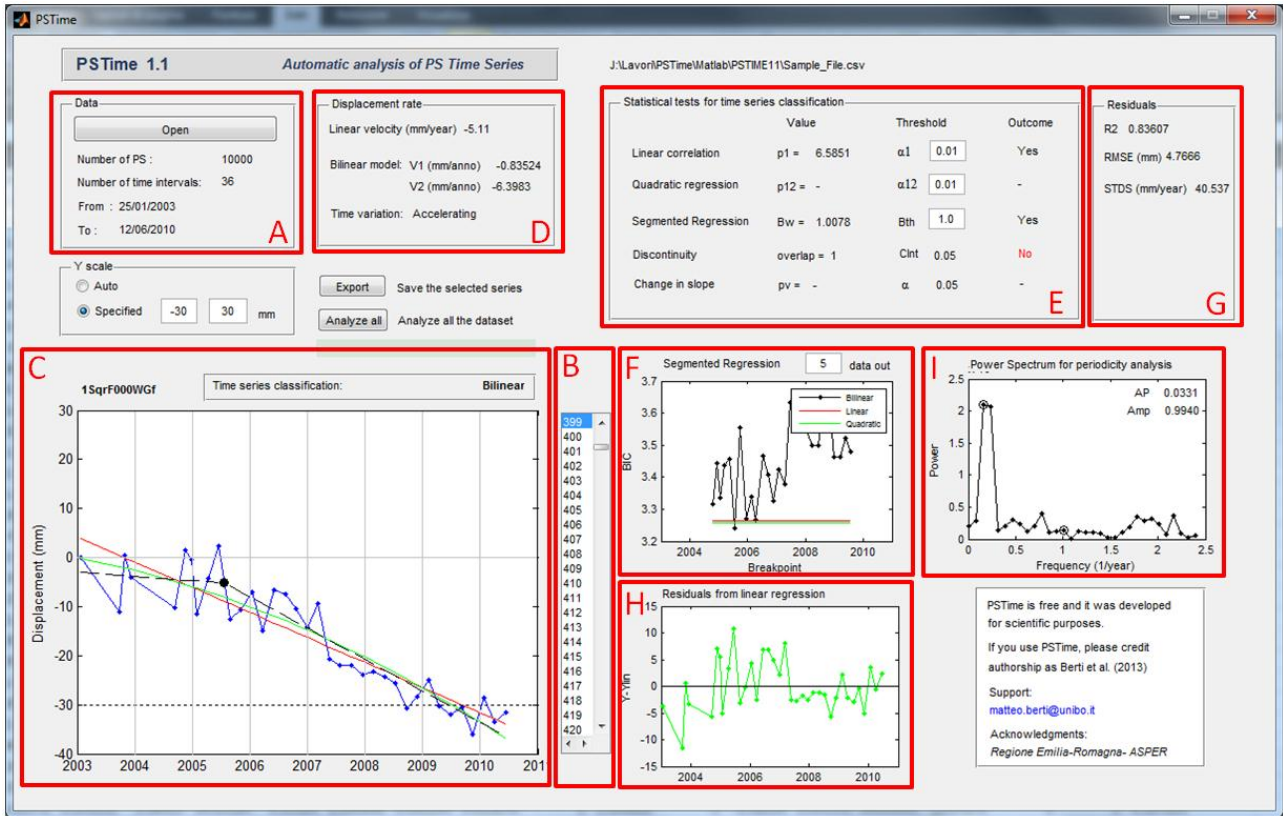 PSTime
PSTime 1.1
Automatic analysis of PS Time Series
J:\Lavori\PSTime\Matlab\PSTIME11\Sample_File.csv
Data
Open
Number of PS : 10000
Number of time intervals: 36
From : 25/01/2003
To : 12/06/2010
A
Displacement rate
Linear velocity (mm/year) -5.11
Bilinear model: V1 (mm/anno) -0.83524
V2 (mm/anno) -6.3983
Time variation: Accelerating
D
Statistical tests for time series classification
Value Threshold Outcome
Linear correlation p1 = 6.5851 α1 0.01 Yes
Quadratic regression p12 = - α12 0.01 -
Segmented Regression Bw = 1.0078 Bth 1.0 Yes
Discontinuity overlap = 1 CInt 0.05 No
Change in slope pv = - α 0.05 -
E
Residuals
R2 0.83607
RMSE (mm) 4.7666
STDS (mm/year) 40.537
G
Y scale
Auto
Specified -30 30 mm
Export Save the selected series
Analyze all Analyze all the dataset
C
1SqrF000WGf
Time series classification: Bilinear
30
20
10
0
-10
-20
-30
-40
Displacement (mm)
2003 2004 2005 2006 2007 2008 2009 2010 2011
B
399
400
401
402
403
404
405
406
407
408
409
410
411
412
413
414
415
416
417
418
419
420
F
Segmented Regression 5 data out
3.7
3.6
3.5
3.4
3.3
3.2
BIC
Bilinear
Linear
Quadratic
2004 2006 2008 2010
Breakpoint
H
Residuals from linear regression
15
10
5
0
-5
-10
-15
Y-Ylin
2004 2006 2008 2010
I
Power Spectrum for periodicity analysis
2.5
2
1.5
1
0.5
0
Power
AP 0.0331
Amp 0.9940
0 0.5 1 1.5 2 2.5
Frequency (1/year)
PSTime is free and it was developed
for scientific purposes.
If you use PSTime, please credit
authorship as Berti et al. (2013)
Support:
matteo.berti@unibo.it
Acknowledgments:
Regione Emilia-Romagna- ASPER